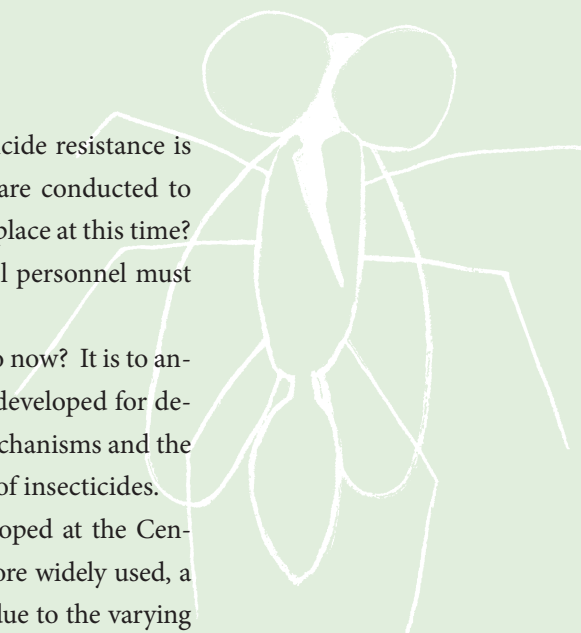 cide resistance is
are conducted to
place at this time?
l personnel must
o now? It is to an-
developed for de-
chanisms and the
of insecticides.
oped at the Cen-
ore widely used, a
due to the varying